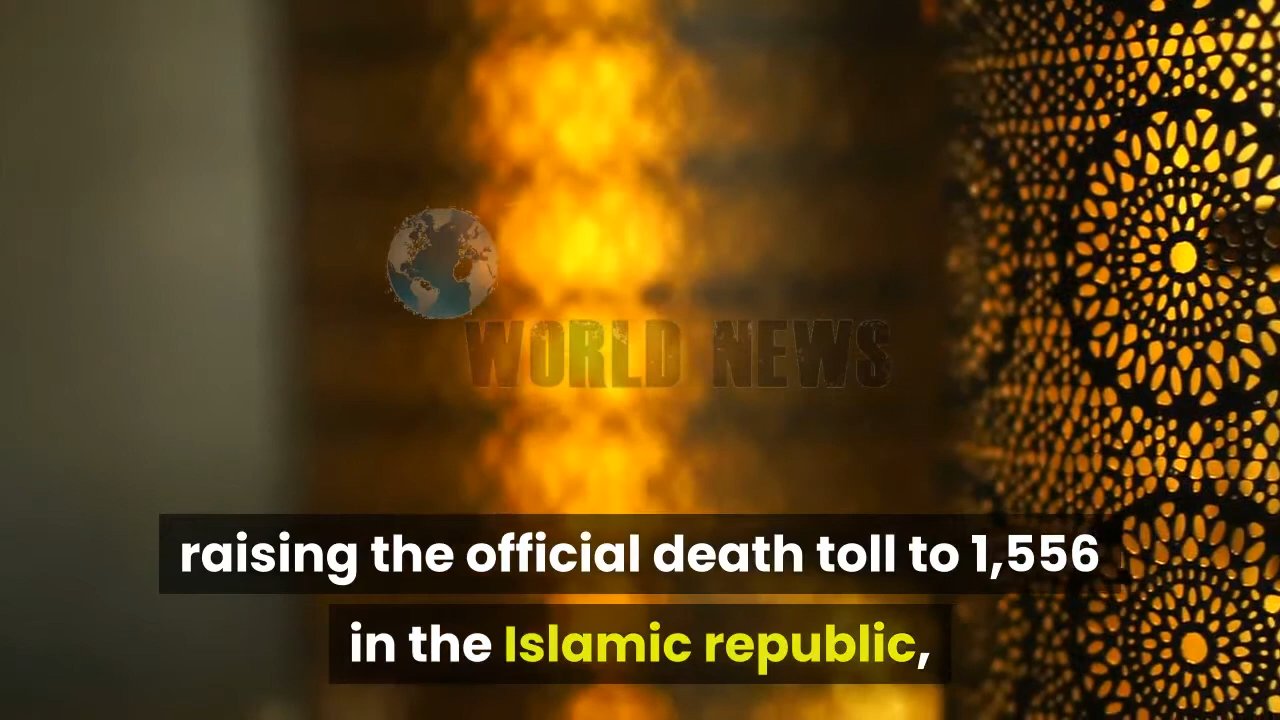 WORLD NEWS
raising the official death toll to 1,556
in the Islamic republic,